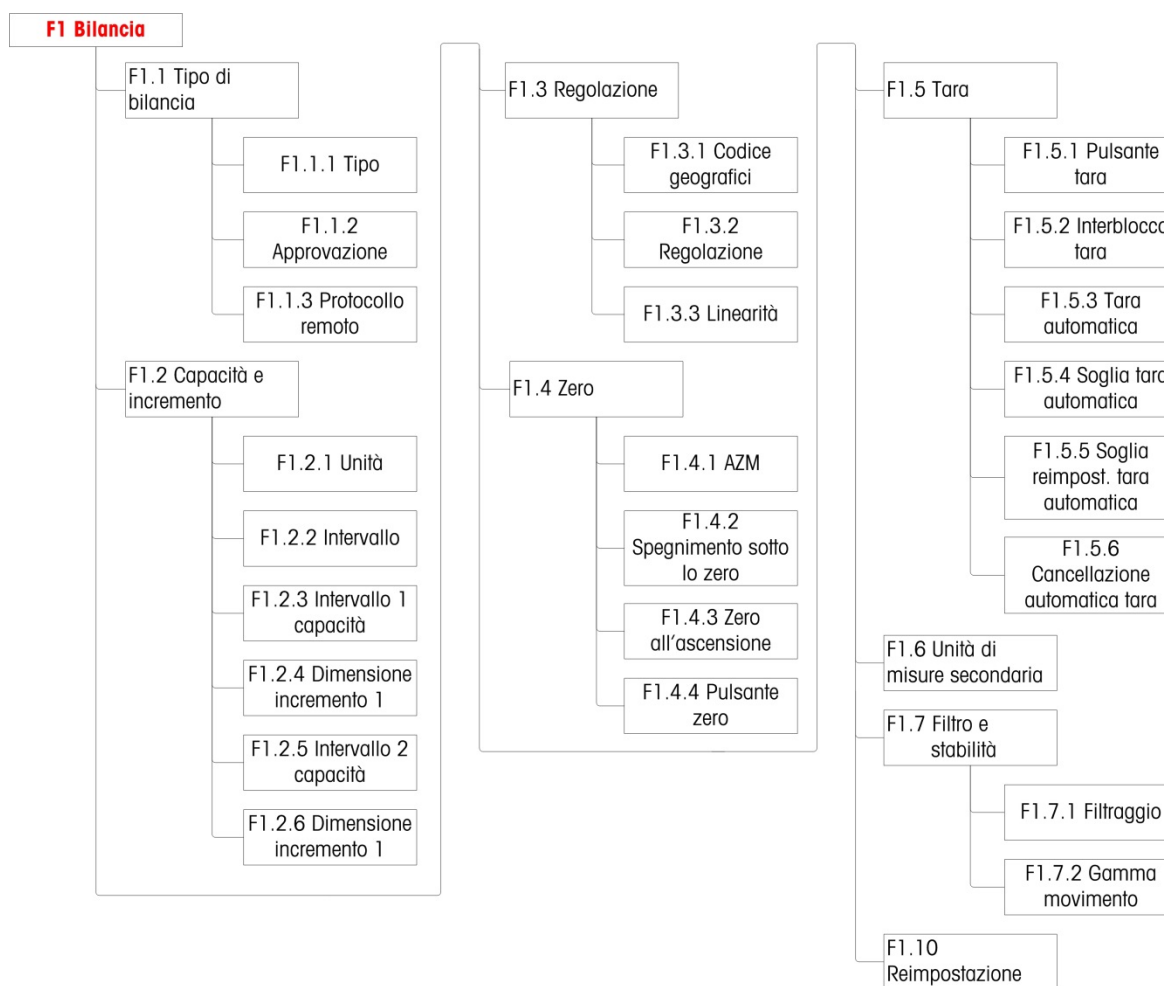 F1 Bilancia
F1.1 Tipo di
bilancia
F1.1.1 Tipo
F1.1.2
Approvazione
F1.1.3 Protocollo
remoto
F1.2 Capacità e
incremento
F1.2.1 Unità
F1.2.2 Intervallo
F1.2.3 Intervallo 1
capacità
F1.2.4 Dimensione
incremento 1
F1.2.5 Intervallo 2
capacità
F1.2.6 Dimensione
incremento 1
F1.3 Regolazione
F1.3.1 Codice
geografici
F1.3.2
Regolazione
F1.3.3 Linearità
F1.4 Zero
F1.4.1 AZM
F1.4.2
Spegnimento sotto
lo zero
F1.4.3 Zero
all'ascensione
F1.4.4 Pulsante
zero
F1.5 Tara
F1.5.1 Pulsante
tara
F1.5.2 Interblocco
tara
F1.5.3 Tara
automatica
F1.5.4 Soglia tara
automatica
F1.5.5 Soglia
reimpost. tara
automatica
F1.5.6
Cancellazione
automatica tara
F1.6 Unità di
misure secondaria
F1.7 Filtro e
stabilità
F1.7.1 Filtraggio
F1.7.2 Gamma
movimento
F1.10
Reimpostazione